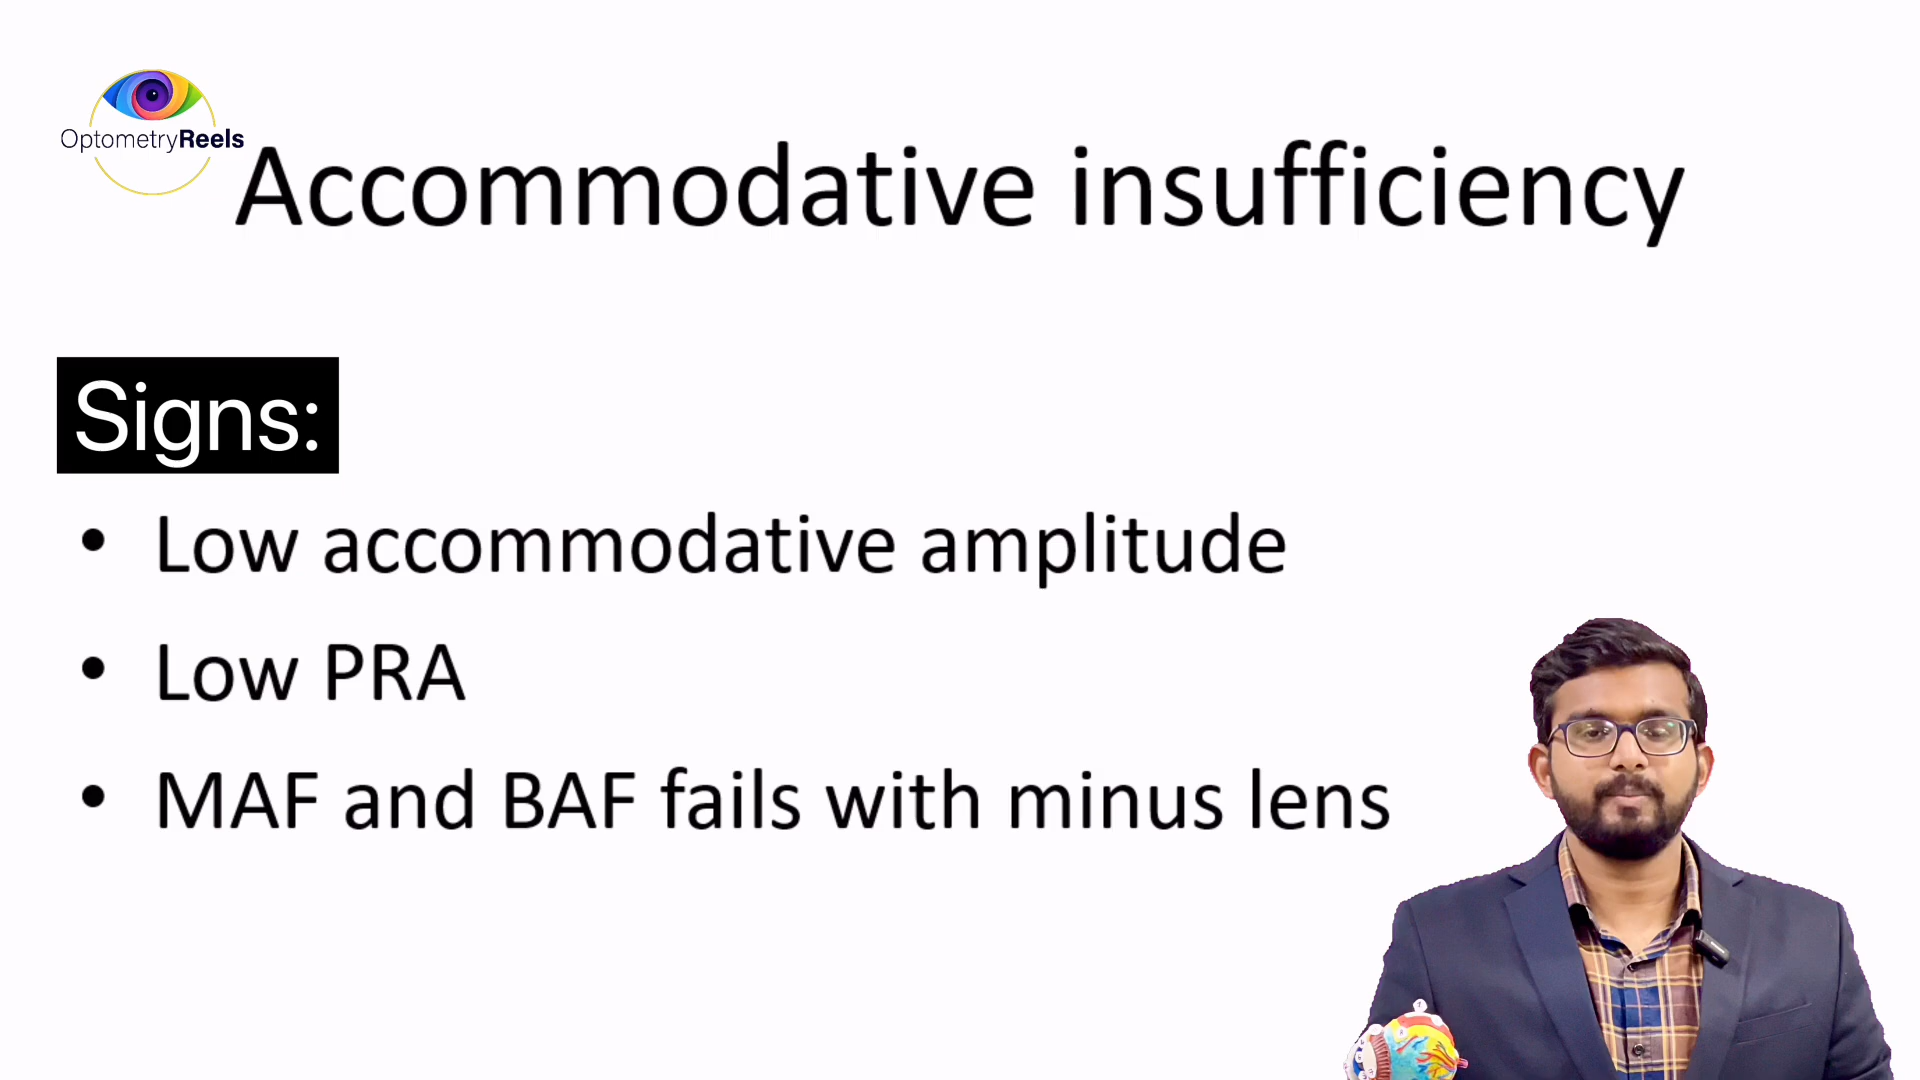 OptometryReels
Accommodative insufficiency
Signs:
• Low accommodative amplitude
• Low PRA
• MAF and BAF fails with minus lens